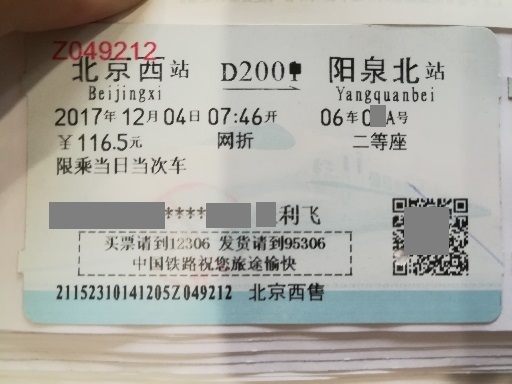 Z049212
北京西站 D200 阳泉北站
Beijingxi Yangquanbei
2017年12月04日 07:46开 06车 A号
¥116.5元 网折 二等座
限乘当日当次车
****利飞
买票请到12306 发货请到95306
中国铁路祝您旅途愉快
21152310141205Z049212 北京西售